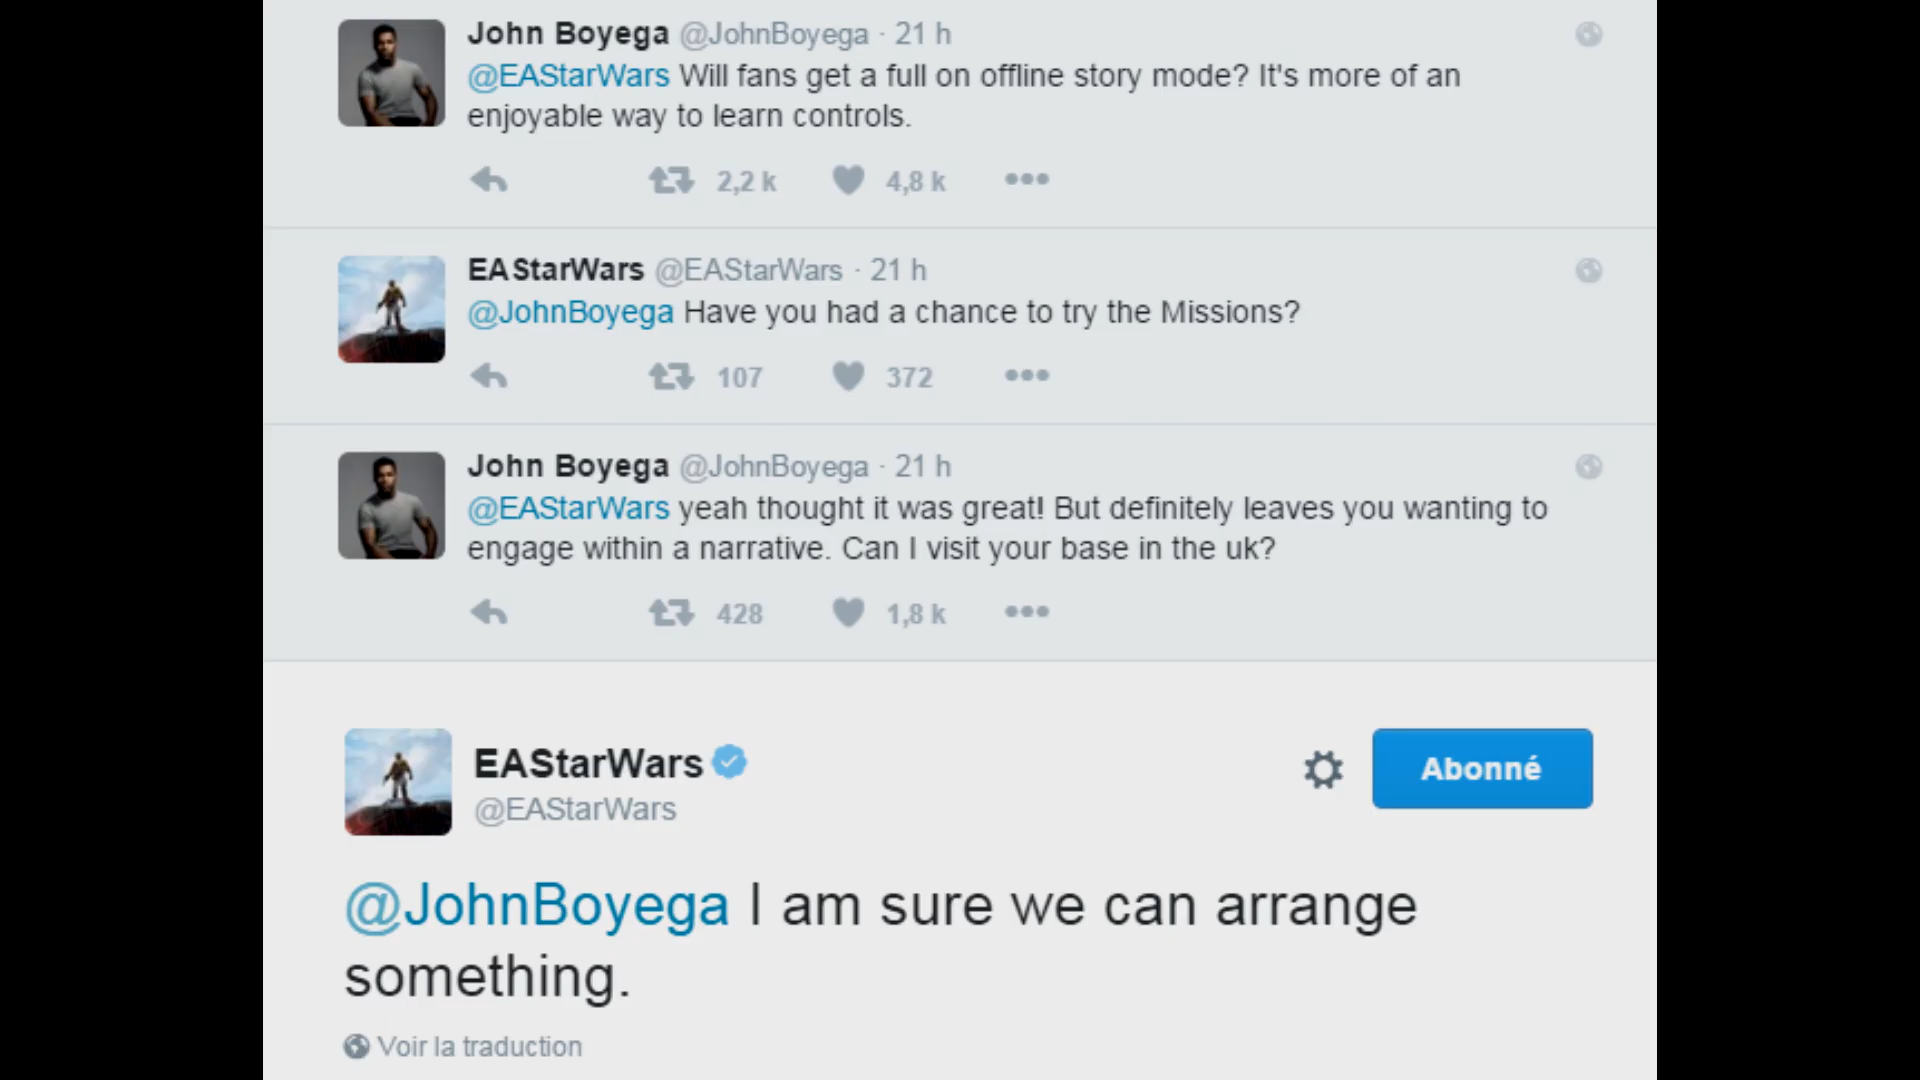 John Boyega @JohnBoyega · 21 h
@EAStarWars Will fans get a full on offline story mode? It's more of an
enjoyable way to learn controls.
2,2 k 4,8 k
EAStarWars @EAStarWars · 21 h
@JohnBoyega Have you had a chance to try the Missions?
107 372
John Boyega @JohnBoyega · 21 h
@EAStarWars yeah thought it was great! But definitely leaves you wanting to
engage within a narrative. Can I visit your base in the uk?
428 1,8 k
EAStarWars
Abonné
@EAStarWars
@JohnBoyega I am sure we can arrange
something.
Voir la traduction